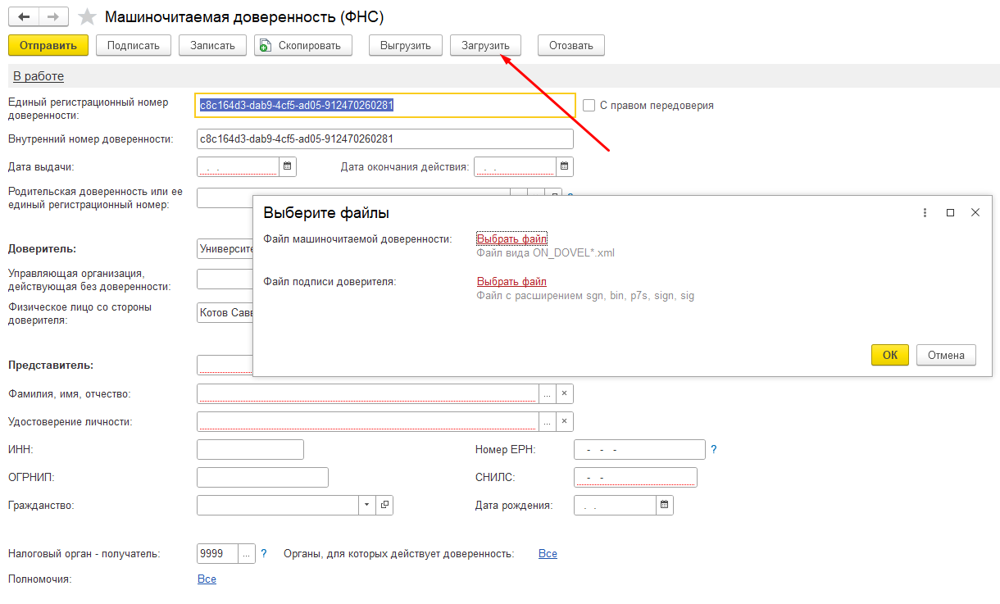 Машиночитаемая доверенность (ФНС)
Отправить Подписать Записать Скопировать Выгрузить Загрузить Отозвать
В работе
Единый регистрационный номер
доверенности:
c8c164d3-dab9-4cf5-ad05-912470260281
С правом передоверия
Внутренний номер доверенности: c8c164d3-dab9-4cf5-ad05-912470260281
Дата выдачи: . . Дата окончания действия: . .
Родительская доверенность или ее
единый регистрационный номер:
Выберите файлы
Файл машиночитаемой доверенности: Выбрать файл
Файл вида ON_DOVEL*.xml
Файл подписи доверителя: Выбрать файл
Файл с расширением sgn, bin, p7s, sign, sig
ОК Отмена
Доверитель: Университе
Управляющая организация,
действующая без доверенности:
Физическое лицо со стороны
доверителя:
Котов Савв
Представитель:
Фамилия, имя, отчество: ... ×
Удостоверение личности: ... ×
ИНН: Номер ЕРН: - - - ?
ОГРНИП: СНИЛС: - -
Гражданство: Дата рождения: . .
Налоговый орган - получатель: 9999 ... ? Органы, для которых действует доверенность: Все
Полномочия: Все